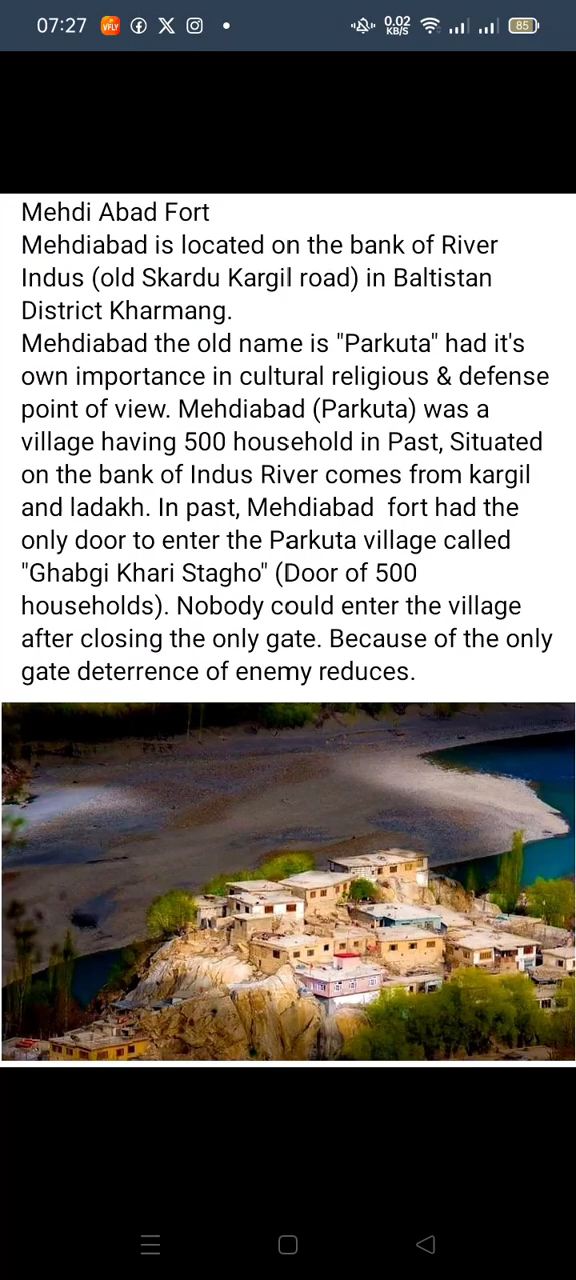 07:27
VFLY
0.02
KB/S
85
Mehdi Abad Fort
Mehdiabad is located on the bank of River
Indus (old Skardu Kargil road) in Baltistan
District Kharmang.
Mehdiabad the old name is "Parkuta" had it's
own importance in cultural religious & defense
point of view. Mehdiabad (Parkuta) was a
village having 500 household in Past, Situated
on the bank of Indus River comes from kargil
and ladakh. In past, Mehdiabad  fort had the
only door to enter the Parkuta village called
"Ghabgi Khari Stagho" (Door of 500
households). Nobody could enter the village
after closing the only gate. Because of the only
gate deterrence of enemy reduces.